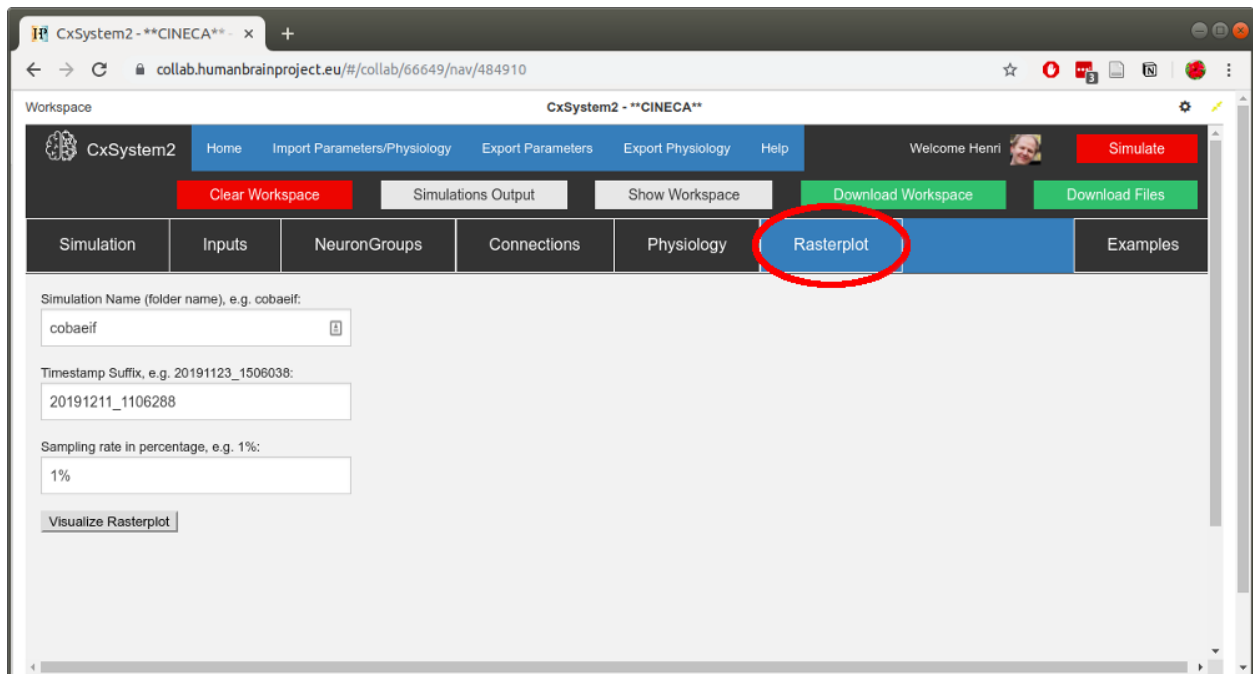 CxSystem2 - **CINECA** -
collab.humanbrainproject.eu/#/collab/66649/nav/484910
3
Workspace
CxSystem2 - **CINECA**
CxSystem2 Home Import Parameters/Physiology Export Parameters Export Physiology Help Welcome Henri Simulate
Clear Workspace Simulations Output Show Workspace Download Workspace Download Files
Simulation Inputs NeuronGroups Connections Physiology Rasterplot Examples
Simulation Name (folder name), e.g. cobaeif:
cobaeif
Timestamp Suffix, e.g. 20191123_1506038:
20191211_1106288
Sampling rate in percentage, e.g. 1%:
1%
Visualize Rasterplot